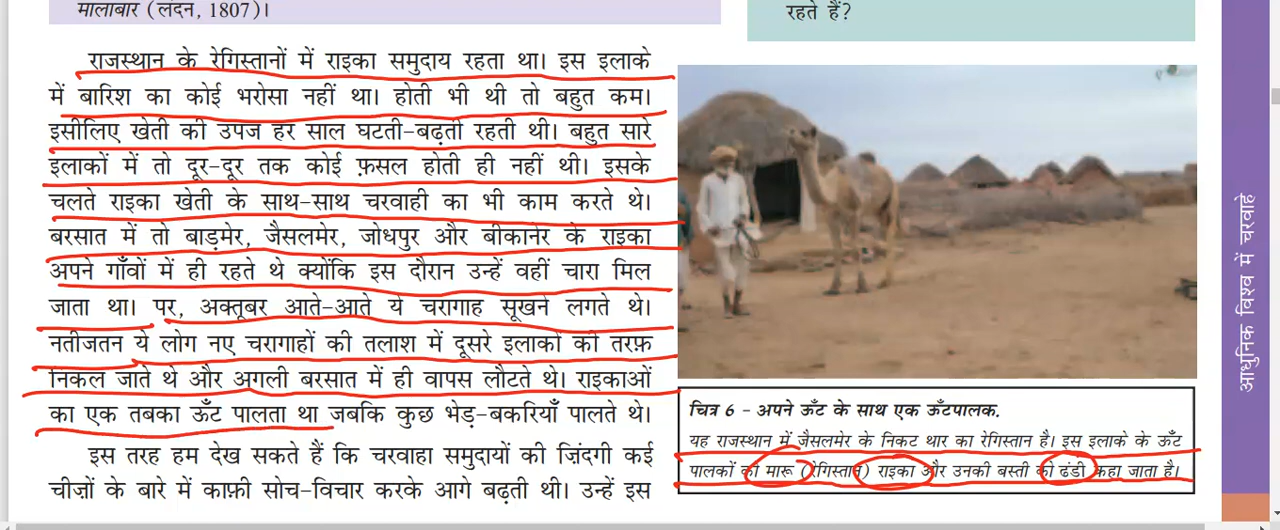 मालाबार (लंदन, 1807)।
रहते हैं?
राजस्थान के रेगिस्तानों में राइका समुदाय रहता था। इस इलाके
में बारिश का कोई भरोसा नहीं था। होती भी थी तो बहुत कम।
इसीलिए खेती की उपज हर साल घटती-बढ़ती रहती थी। बहुत सारे
इलाकों में तो दूर-दूर तक कोई फ़सल होती ही नहीं थी। इसके
चलते राइका खेती के साथ-साथ चरवाही का भी काम करते थे।
बरसात में तो बाड़मेर, जैसलमेर, जोधपुर और बीकानेर के राइका
अपने गाँवों में ही रहते थे क्योंकि इस दौरान उन्हें वहीं चारा मिल
जाता था। पर, अक्तूबर आते-आते ये चरागाह सूखने लगते थे।
नतीजतन ये लोग नए चरागाहों की तलाश में दूसरे इलाकों की तरफ़
निकल जाते थे और अगली बरसात में ही वापस लौटते थे। राइकाओं
का एक तबका ऊँट पालता था जबकि कुछ भेड़-बकरियाँ पालते थे।
इस तरह हम देख सकते हैं कि चरवाहा समुदायों की ज़िंदगी कई
चीज़ों के बारे में काफ़ी सोच-विचार करके आगे बढ़ती थी। उन्हें इस
चित्र 6 - अपने ऊँट के साथ एक ऊँटपालक.
यह राजस्थान में जैसलमेर के निकट थार का रेगिस्तान है। इस इलाके के ऊँट
पालकों को मारू (रेगिस्तान) राइका और उनकी बस्ती को ढंडी कहा जाता है।
आधुनिक विश्व में चरवाहे